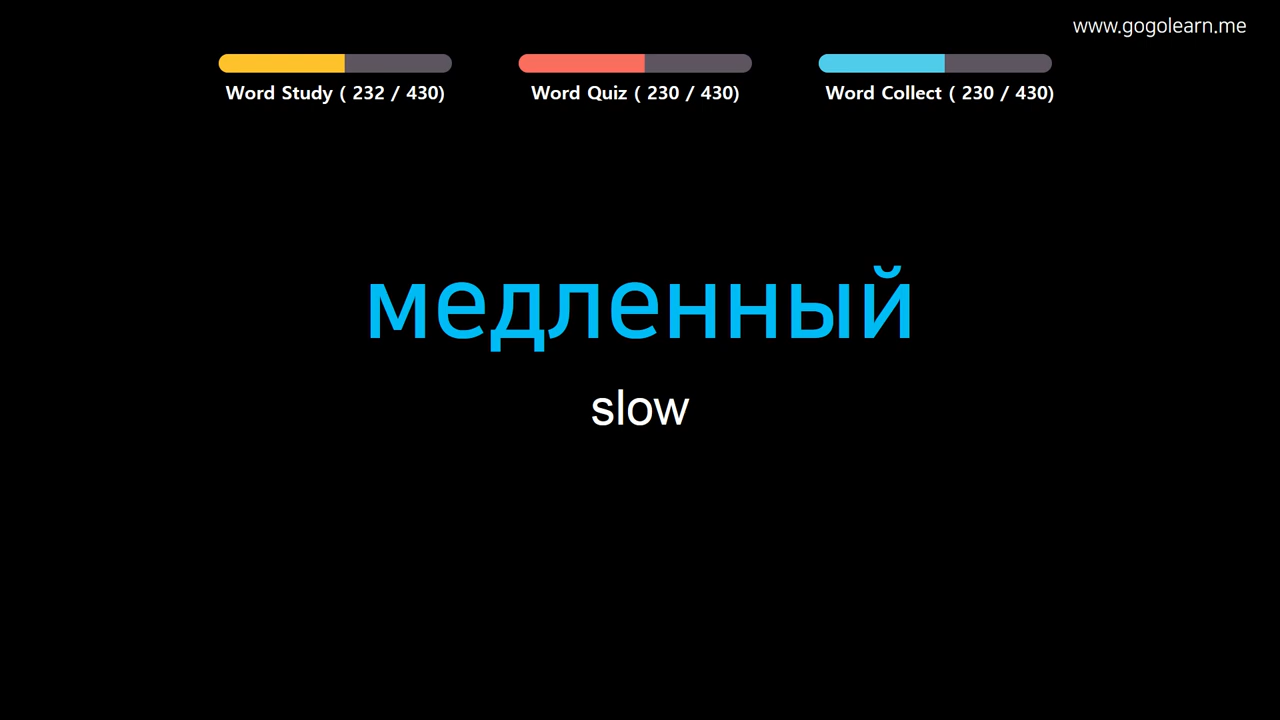 www.gogolearn.me
Word Study ( 232 / 430)
Word Quiz ( 230 / 430)
Word Collect ( 230 / 430)
медленный
slow